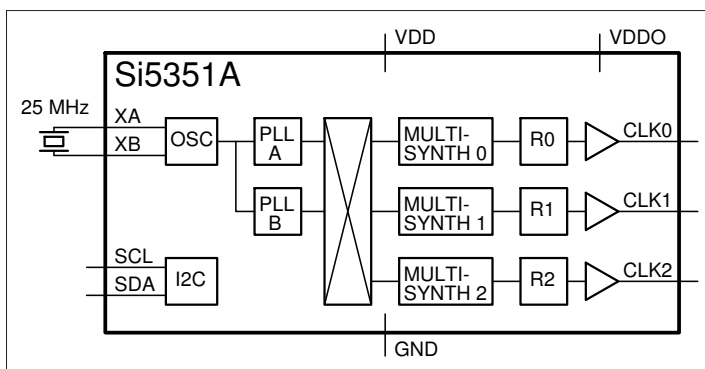 VDD
VDDO
Si5351A
25 MHz
XA
XB
OSC
PLL
A
PLL
B
MULTI-
SYNTH 0
R0
CLK0
MULTI-
SYNTH 1
R1
CLK1
MULTI-
SYNTH 2
R2
CLK2
SCL
SDA
I2C
GND